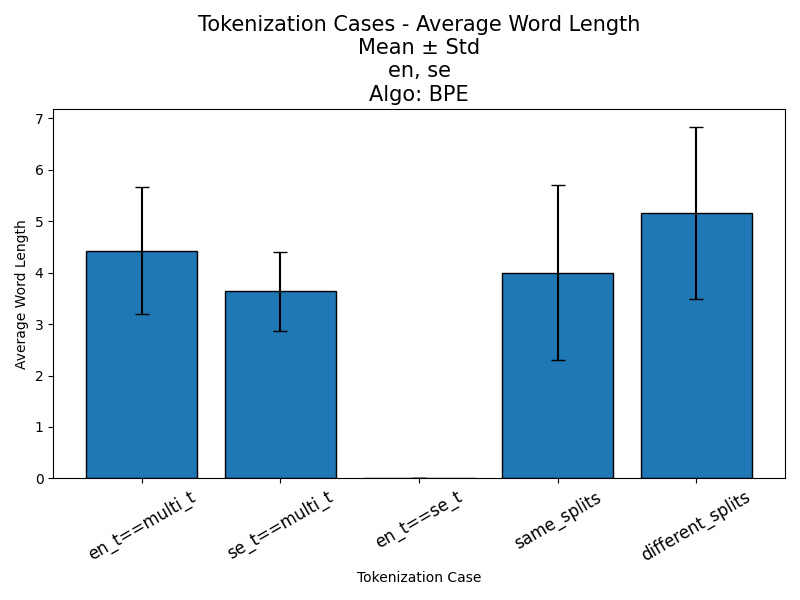 Tokenization Cases - Average Word Length
Mean ± Std
en, se
Algo: BPE
7
6
5
4
3
2
1
0
Average Word Length
en_t==multi_t
se_t==multi_t
en_t==se_t
same_splits
different_splits
Tokenization Case